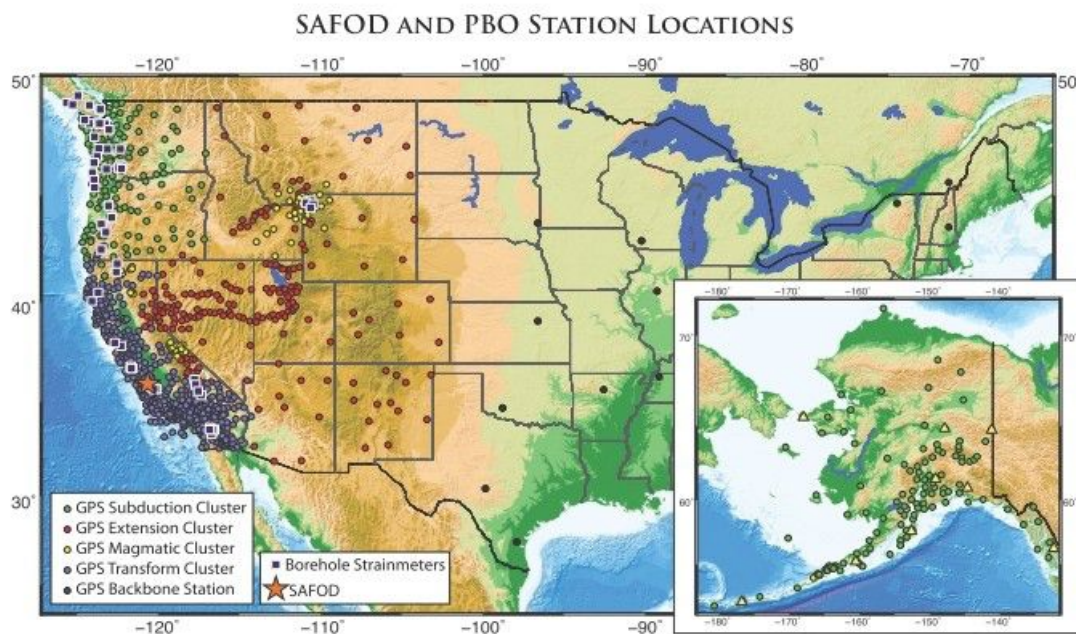 SAFOD AND PBO STATION LOCATIONS
−120° −110° −100° −90° −80° −70°
50° 50°
40°
30°
−180° −170° −160° −150° −140°
70° 70°
60° 60°
−170° −160° −150° −140°
GPS Subduction Cluster
GPS Extension Cluster
GPS Magmatic Cluster
GPS Transform Cluster
GPS Backbone Station
Borehole Strainmeters
SAFOD
−120° −110° −100° −90°